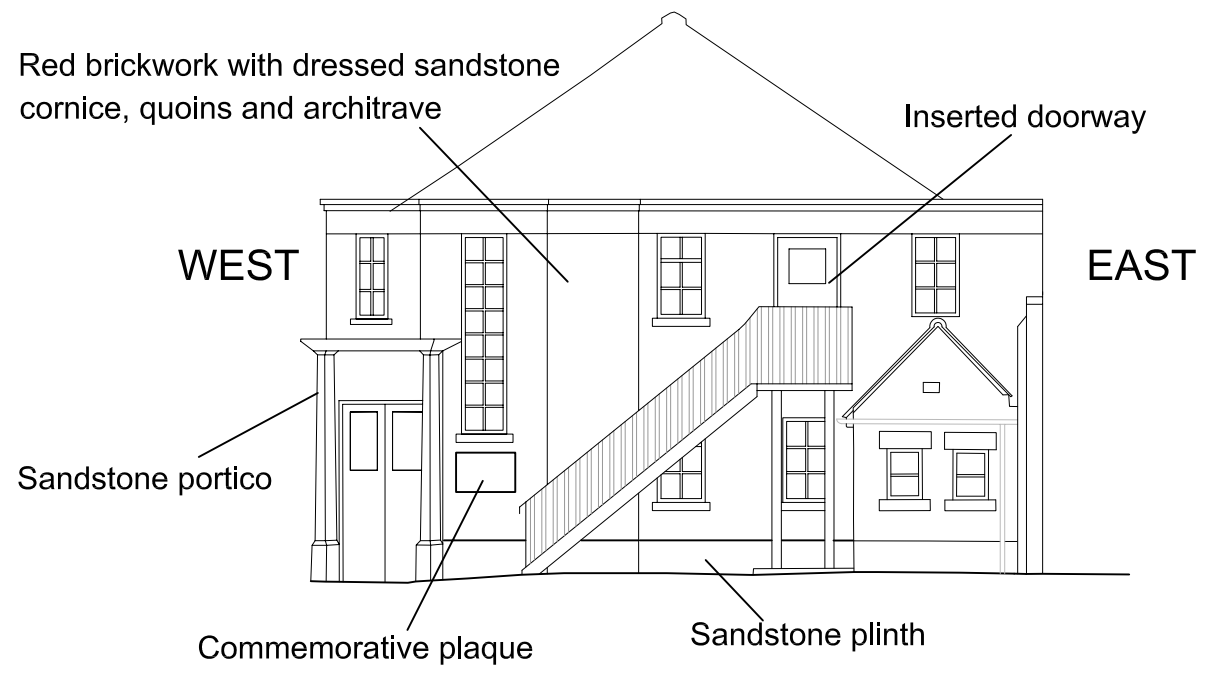 Red brickwork with dressed sandstone
cornice, quoins and architrave
Inserted doorway
WEST
EAST
Sandstone portico
Commemorative plaque
Sandstone plinth